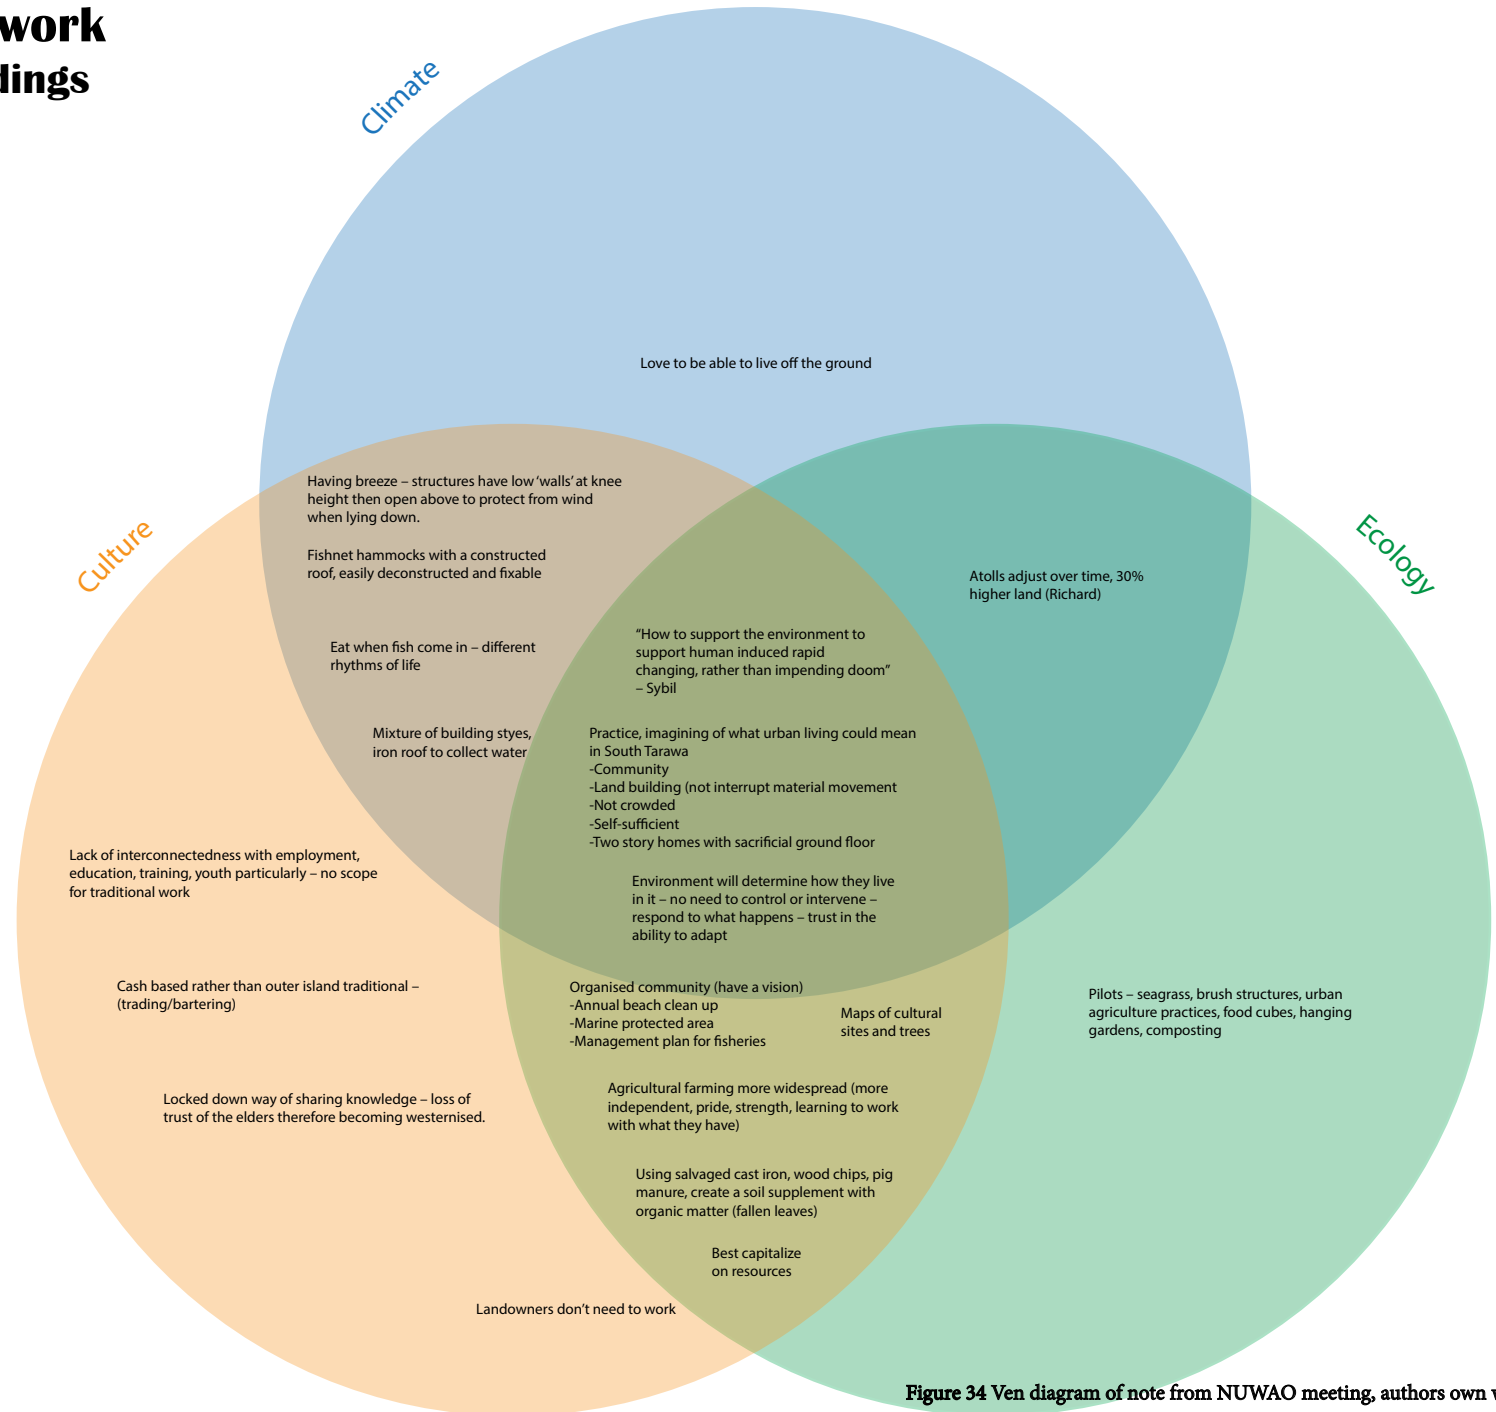 work
dings
Climate
Love to be able to live off the ground
Having breeze – structures have low ‘walls’ at knee
height then open above to protect from wind
when lying down.
Fishnet hammocks with a constructed
roof, easily deconstructed and fixable
Culture
Ecology
Atolls adjust over time, 30%
higher land (Richard)
Eat when fish come in – different
rhythms of life
“How to support the environment to
support human induced rapid
changing, rather than impending doom”
– Sybil
Mixture of building styes,
iron roof to collect water
Practice, imagining of what urban living could mean
in South Tarawa
-Community
-Land building (not interrupt material movement
-Not crowded
-Self-sufficient
-Two story homes with sacrificial ground floor
Lack of interconnectedness with employment,
education, training, youth particularly – no scope
for traditional work
Environment will determine how they live
in it – no need to control or intervene –
respond to what happens – trust in the
ability to adapt
Cash based rather than outer island traditional –
(trading/bartering)
Organised community (have a vision)
-Annual beach clean up
-Marine protected area
-Management plan for fisheries
Maps of cultural
sites and trees
Pilots – seagrass, brush structures, urban
agriculture practices, food cubes, hanging
gardens, composting
Locked down way of sharing knowledge – loss of
trust of the elders therefore becoming westernised.
Agricultural farming more widespread (more
independent, pride, strength, learning to work
with what they have)
Using salvaged cast iron, wood chips, pig
manure, create a soil supplement with
organic matter (fallen leaves)
Best capitalize
on resources
Landowners don’t need to work
Figure 34 Ven diagram of note from NUWAO meeting, authors own